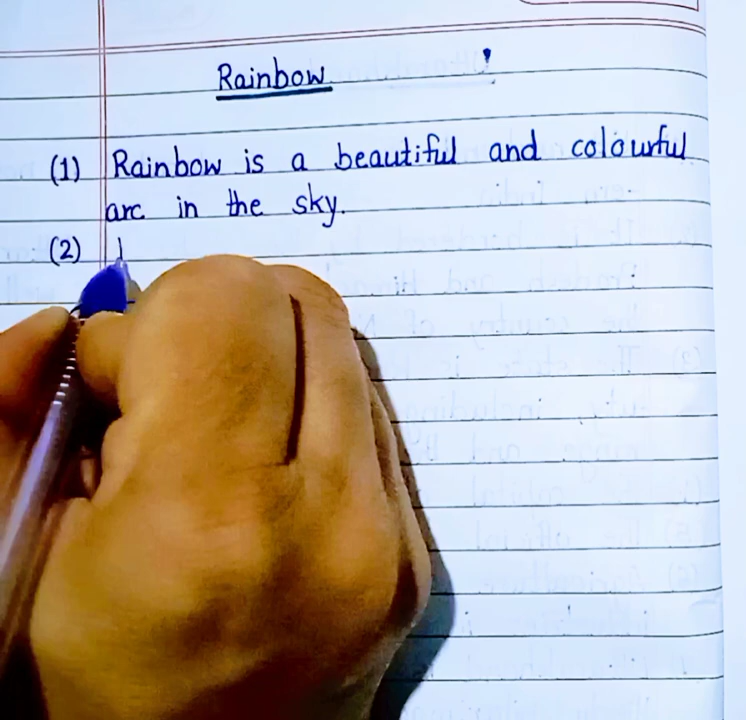 Rainbow
(1) Rainbow is a beautiful and colourful
arc in the sky.
(2)